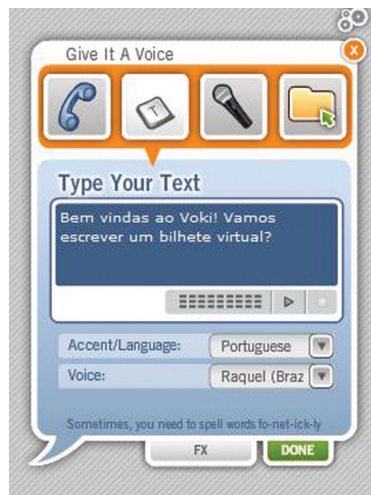 Give It A Voice
X
T
Type Your Text
Bem vindas ao Voki! Vamos
escrever um bilhete virtual?
Accent/Language: Portuguese
Voice: Raquel (Braz
Sometimes, you need to spell words fo-net-ick-ly
FX DONE